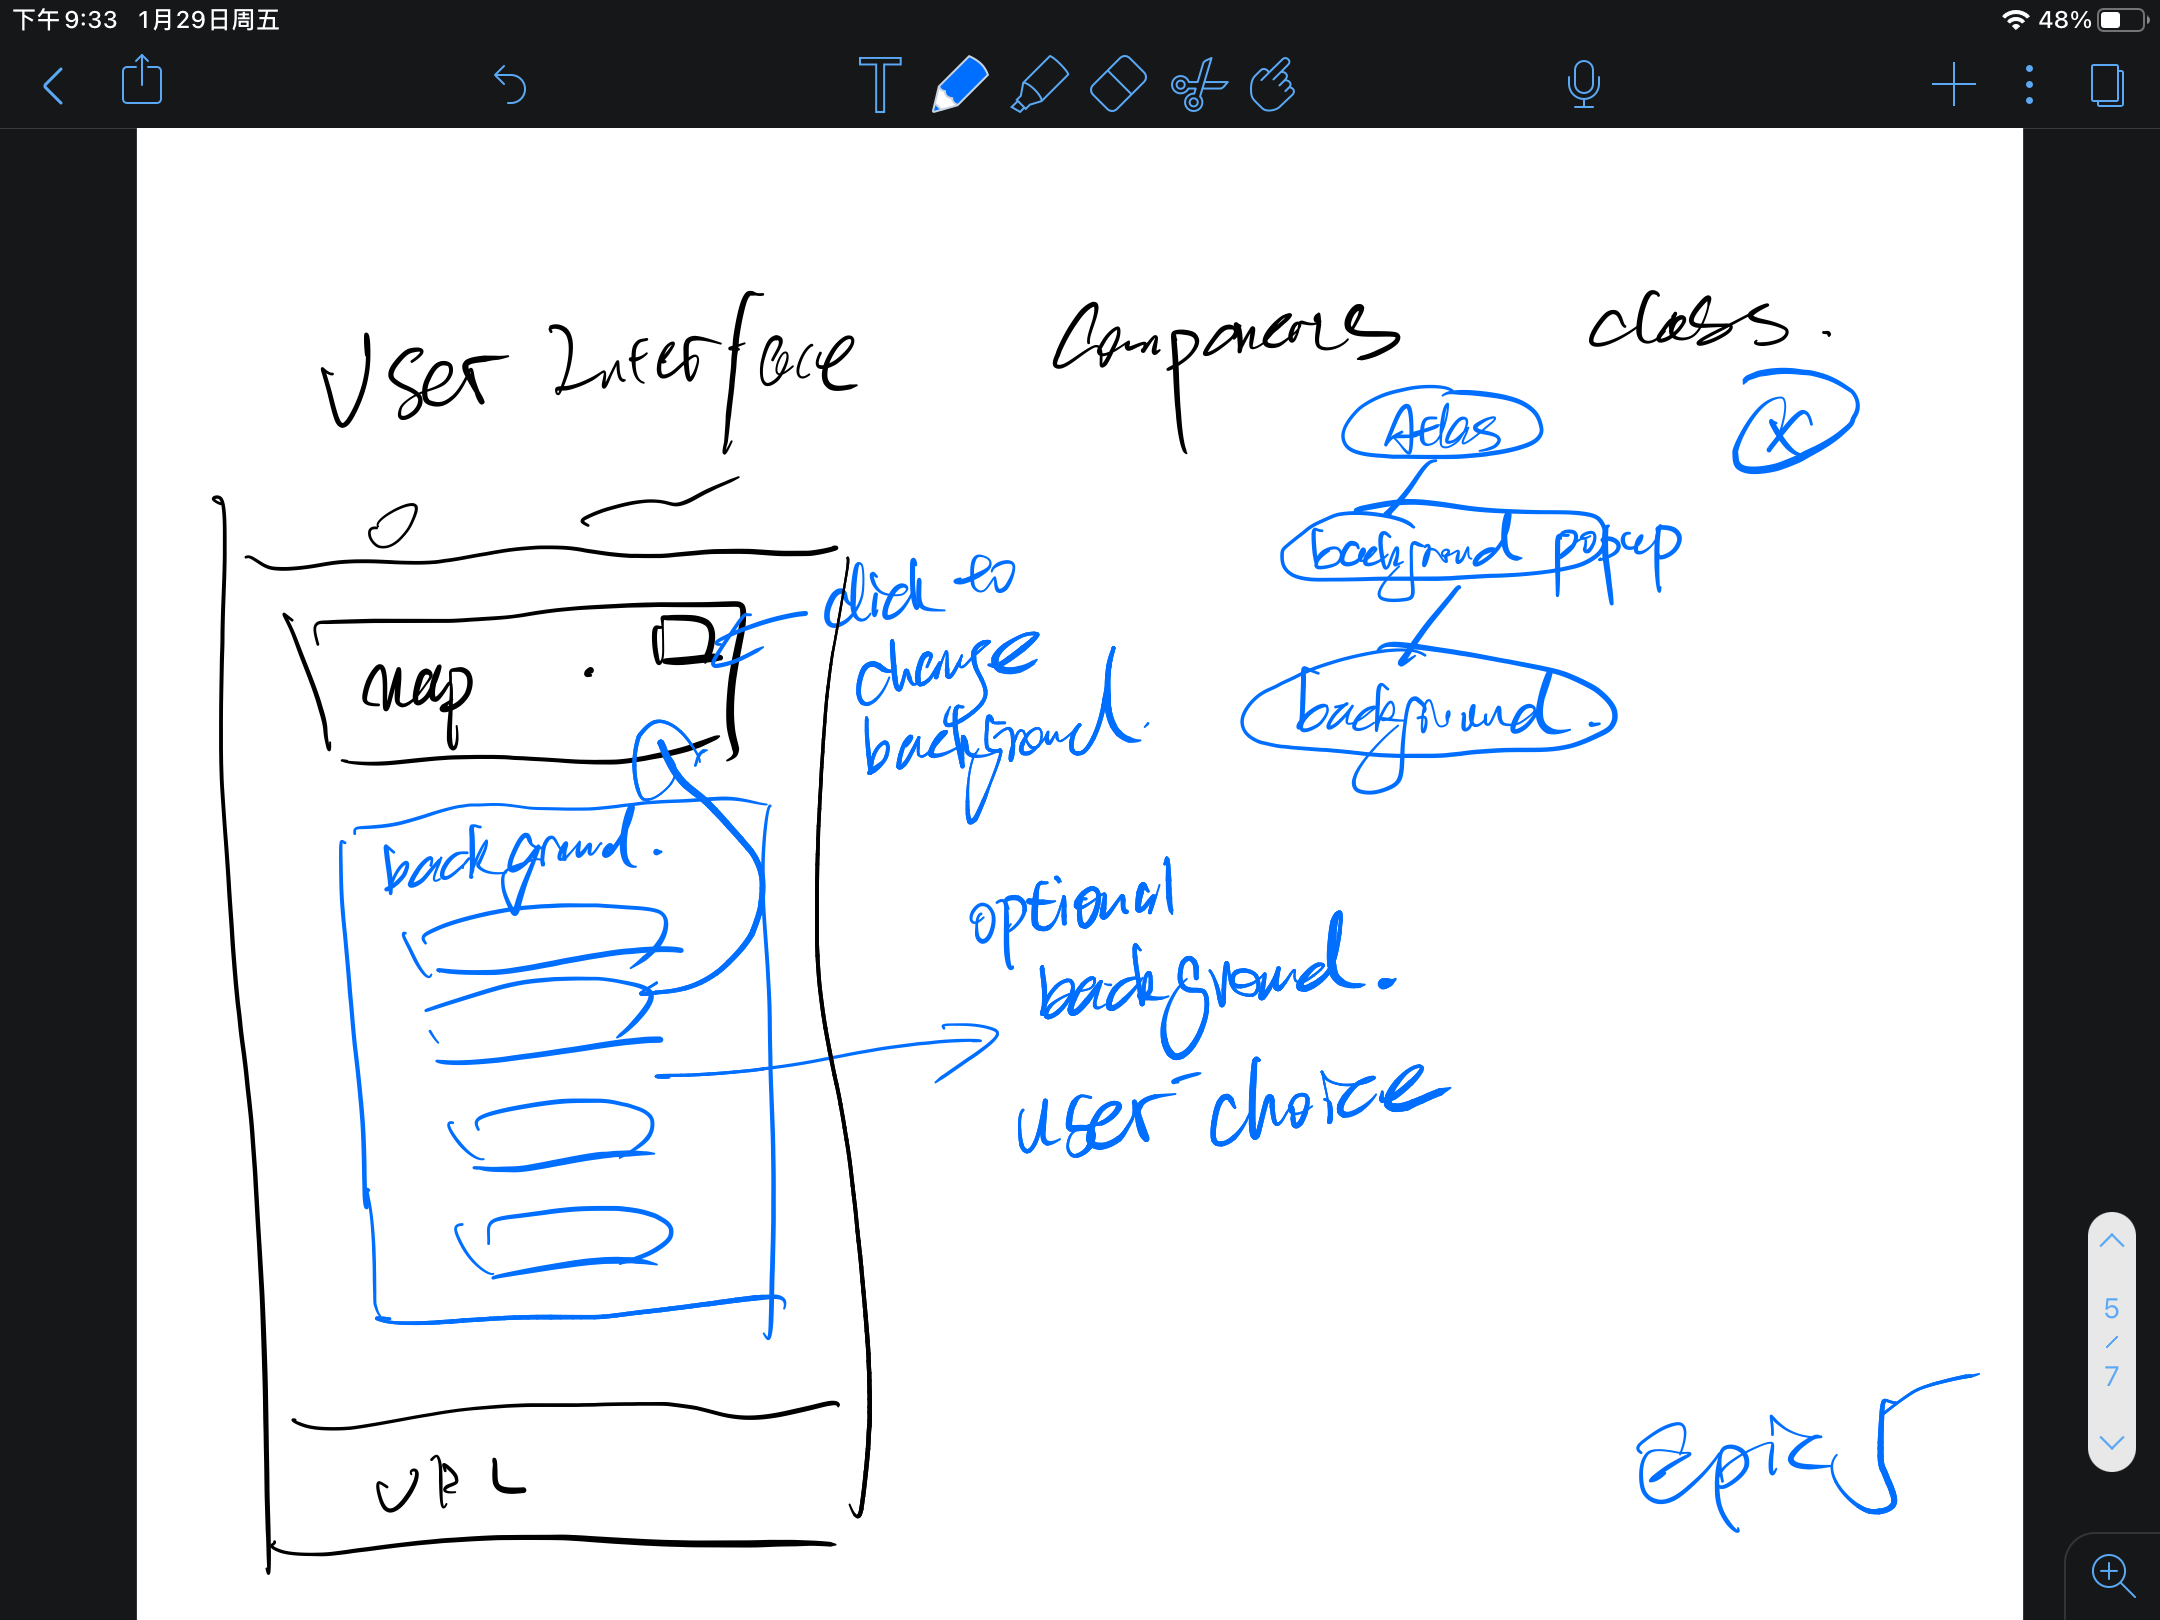 下午9:33 1月29日周五
48%
User Interface Components class.
Atlas
X
background popup
background.
click to
change
background.
map
background.
optional
background.
user choice
5
/
7
Epic 5
URL